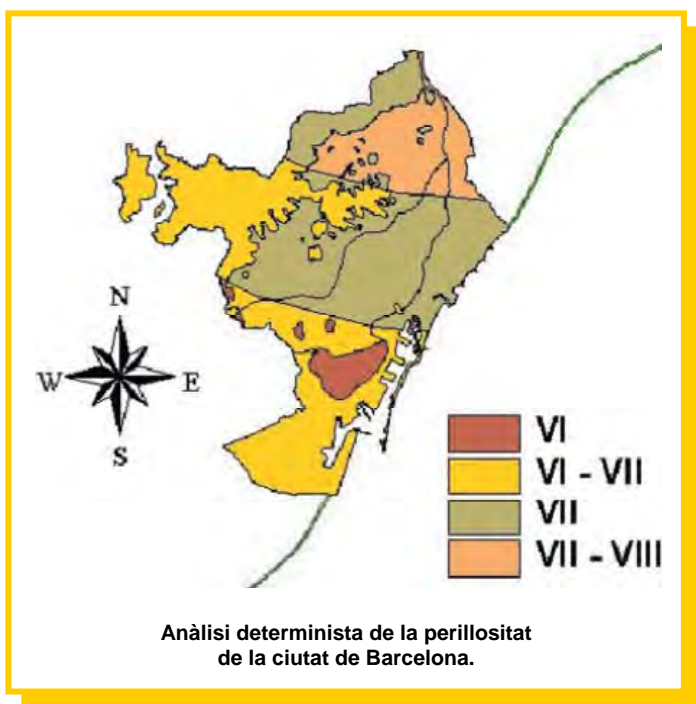 N
W E
S
VI
VI - VII
VII
VII - VIII
Anàlisi determinista de la perillositat
de la ciutat de Barcelona.